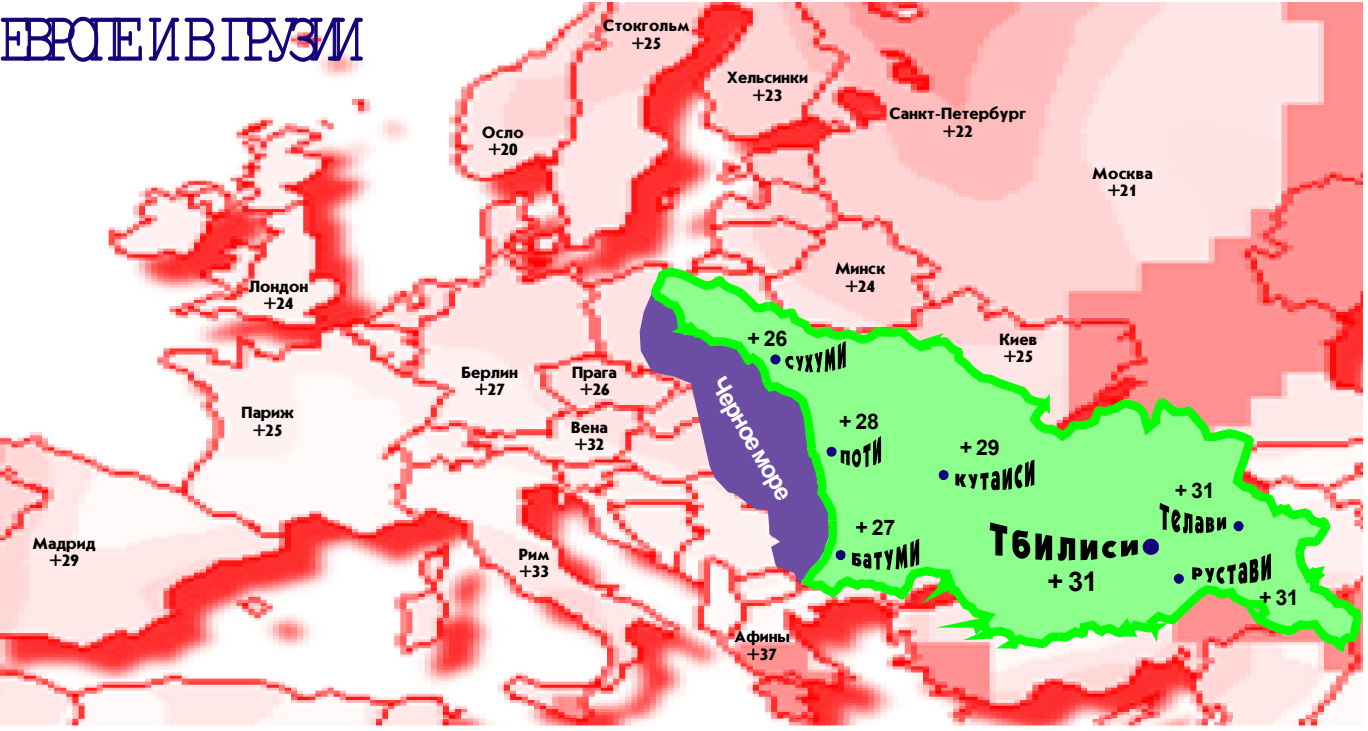 ЕВРОПЕ И В ГРУЗИИ
Стокгольм
+25
Хельсинки
+23
Санкт-Петербург
+22
Осло
+20
Москва
+21
Минск
+24
Лондон
+24
Киев
+25
+ 26
СУХУМИ
Берлин
+27
Прага
+26
Париж
+25
Вена
+32
Черное море
+ 28
ПОТИ
+ 29
КУТАИСИ
+ 31
Телави
Мадрид
+29
Рим
+33
+ 27
БАТУМИ
Тбилиси
+ 31
РУСТАВИ
+ 31
Афины
+37